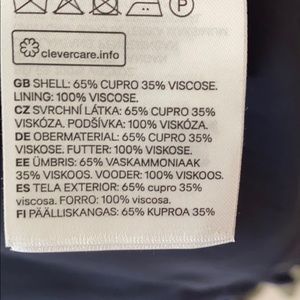 P
clevercare.info
GB SHELL: 65% CUPRO 35% VISCOSE.
LINING: 100% VISCOSE.
CZ SVRCHNÍ LÁTKA: 65% CUPRO 35%
VISKÓZA. PODŠÍVKA: 100% VISKÓZA.
DE OBERMATERIAL: 65% CUPRO 35%
VISKOSE. FUTTER: 100% VISKOSE.
EE ÜMBRIS: 65% VASKAMMONIAAK
35% VISKOOS. VOODER: 100% VISKOOS.
ES TELA EXTERIOR: 65% cupro 35%
viscosa. FORRO: 100% viscosa.
FI PÄÄLLISKANGAS: 65% KUPROA 35%